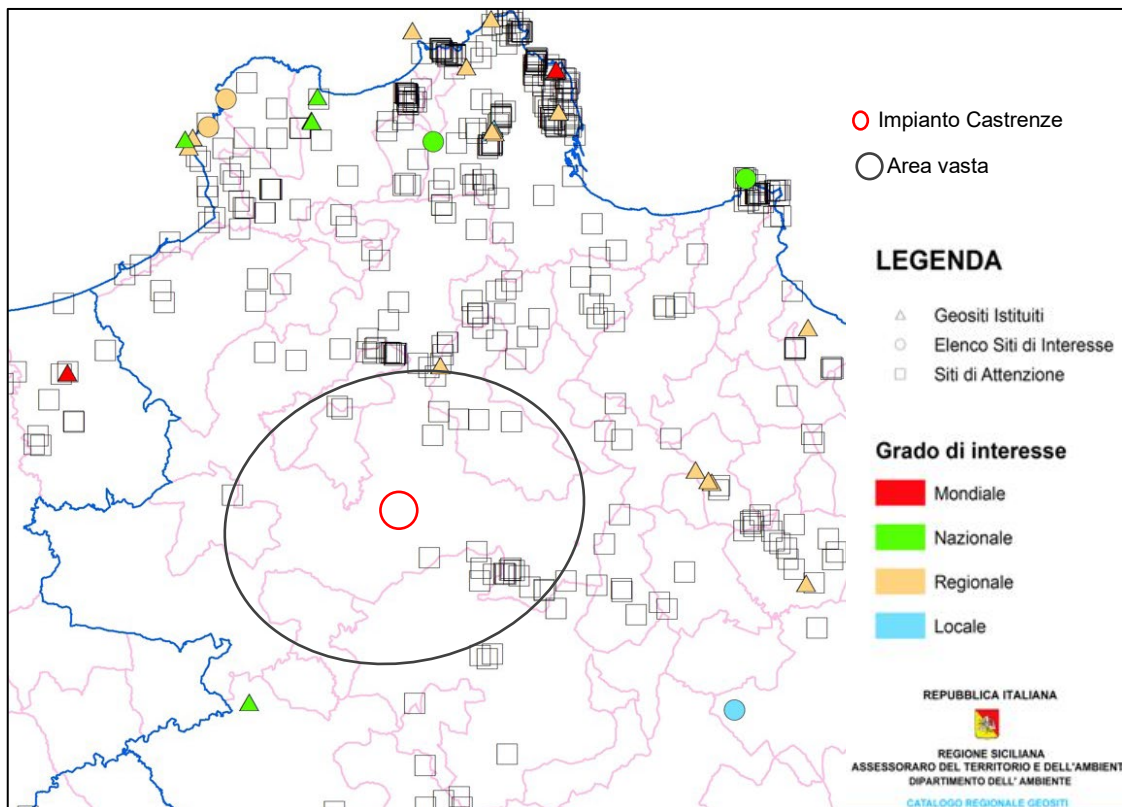 Impianto Castrenze
Area vasta
LEGENDA
Geositi Istituiti
Elenco Siti di Interesse
Siti di Attenzione
Grado di interesse
Mondiale
Nazionale
Regionale
Locale
REPUBBLICA ITALIANA
REGIONE SICILIANA
ASSESSORARO DEL TERRITORIO E DELL'AMBIENT
DIPARTIMENTO DELL' AMBIENTE
CATALOGO REGIONALE GEOSITI